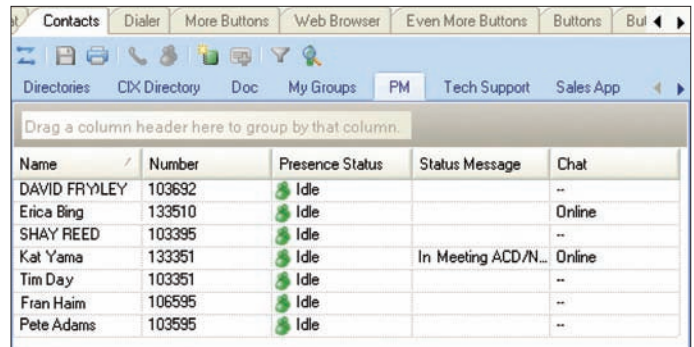 Contacts Dialer More Buttons Web Browser Even More Buttons Buttons
Directories CIX Directory Doc My Groups PM Tech Support Sales App
Drag a column header here to group by that column.
Name Number Presence Status Status Message Chat
DAVID 103692 Idle --
Erica Bing 133510 Idle Online
SHAY REED 103395 Idle --
Kat Yama 133351 Idle In Meeting ACD/N... Online
Tim Day 103351 Idle --
Fran Haim 106595 Idle --
Pete Adams 103595 Idle --